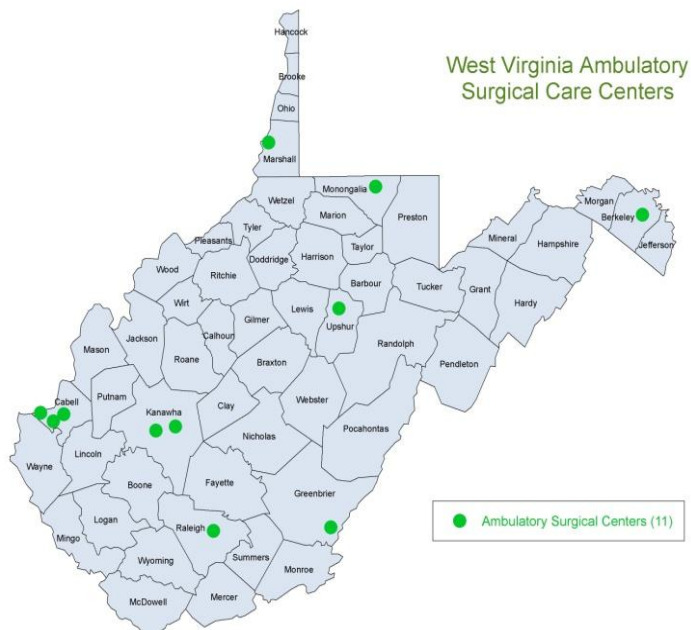 Hancock
Brooke
West Virginia Ambulatory
Surgical Care Centers
Ohio
Marshall
Monongalia
Morgan
Wetzel
Marion
Preston
Berkeley
Tyler
Mineral
Jefferson
Pleasants
Taylor
Hampshire
Doddridge
Harrison
Wood
Ritchie
Barbour
Tucker
Grant
Wirt
Hardy
Lewis
Gilmer
Upshur
Jackson
Calhoun
Randolph
Mason
Roane
Braxton
Pendleton
Putnam
Cabell
Webster
Kanawha
Clay
Pocahontas
Nicholas
Lincoln
Wayne
Boone
Fayette
Greenbrier
Logan
Raleigh
Ambulatory Surgical Centers (11)
Mingo
Summers
Wyoming
Monroe
Mercer
McDowell